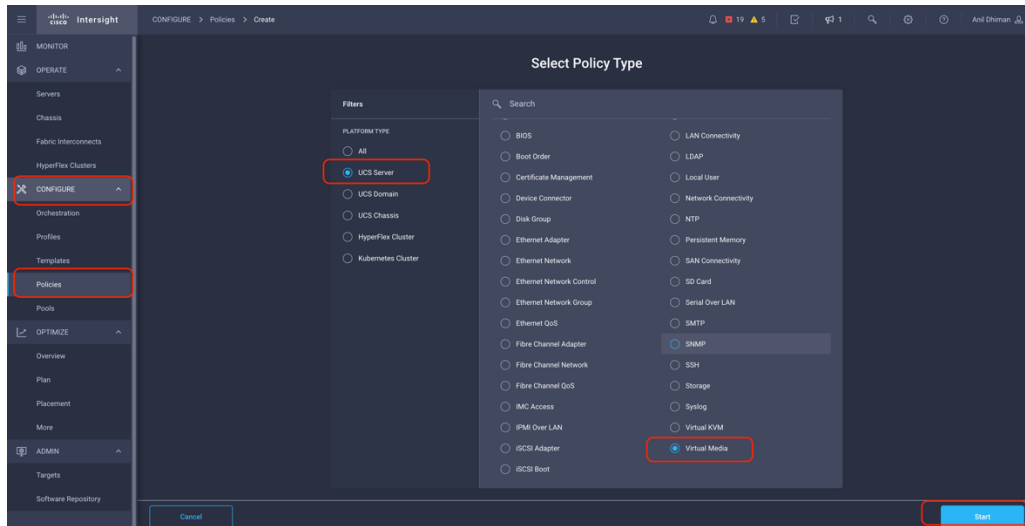 cisco Intersight
CONFIGURE > Policies > Create
19 5 1 Anil Dhiman
MONITOR
OPERATE
Servers
Chassis
Fabric Interconnects
HyperFlex Clusters
CONFIGURE
Orchestration
Profiles
Templates
Policies
Pools
OPTIMIZE
Overview
Plan
Placement
More
ADMIN
Targets
Software Repository
Select Policy Type
Filters
PLATFORM TYPE
All
UCS Server
UCS Domain
UCS Chassis
HyperFlex Cluster
Kubernetes Cluster
Search
BIOS
Boot Order
Certificate Management
Device Connector
Disk Group
Ethernet Adapter
Ethernet Network
Ethernet Network Control
Ethernet Network Group
Ethernet QoS
Fibre Channel Adapter
Fibre Channel Network
Fibre Channel QoS
IMC Access
IPMI Over LAN
iSCSI Adapter
iSCSI Boot
LAN Connectivity
LDAP
Local User
Network Connectivity
NTP
Persistent Memory
SAN Connectivity
SD Card
Serial Over LAN
SMTP
SNMP
SSH
Storage
Syslog
Virtual KVM
Virtual Media
Cancel
Start